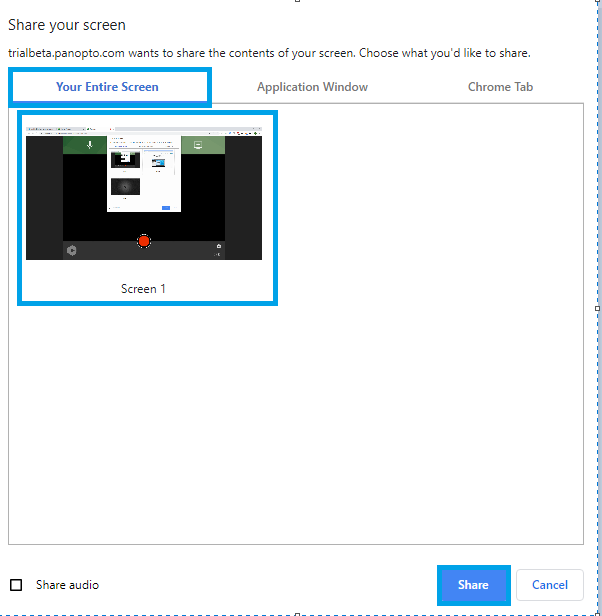 Share your screen
trialbeta.panopto.com wants to share the contents of your screen. Choose what you'd like to share.
Your Entire Screen Application Window Chrome Tab
Screen 1
Share audio Share Cancel